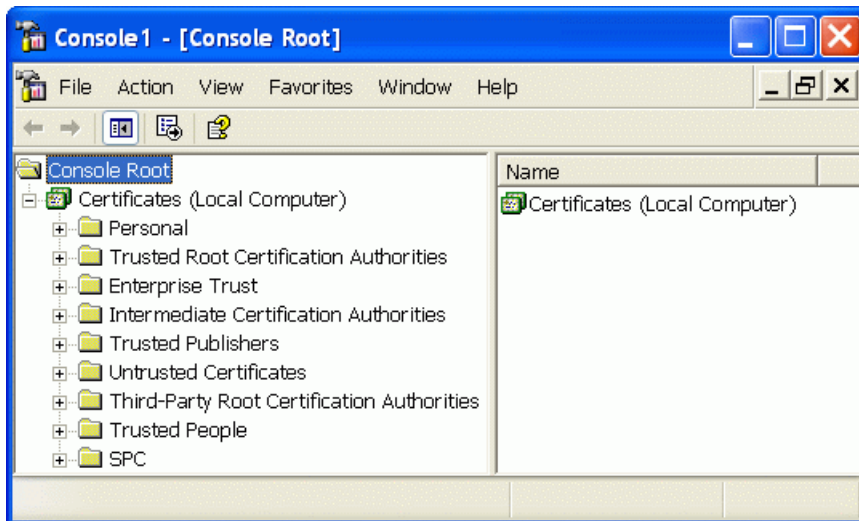 Console1 - [Console Root]
File Action View Favorites Window Help
Console Root
Certificates (Local Computer)
Personal
Trusted Root Certification Authorities
Enterprise Trust
Intermediate Certification Authorities
Trusted Publishers
Untrusted Certificates
Third-Party Root Certification Authorities
Trusted People
SPC
Name
Certificates (Local Computer)